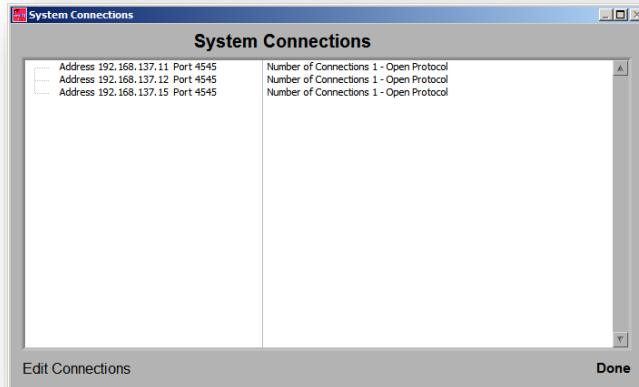 System Connections
System Connections
Address 192.168.137.11 Port 4545 Number of Connections 1 - Open Protocol
Address 192.168.137.12 Port 4545 Number of Connections 1 - Open Protocol
Address 192.168.137.15 Port 4545 Number of Connections 1 - Open Protocol
Edit Connections Done